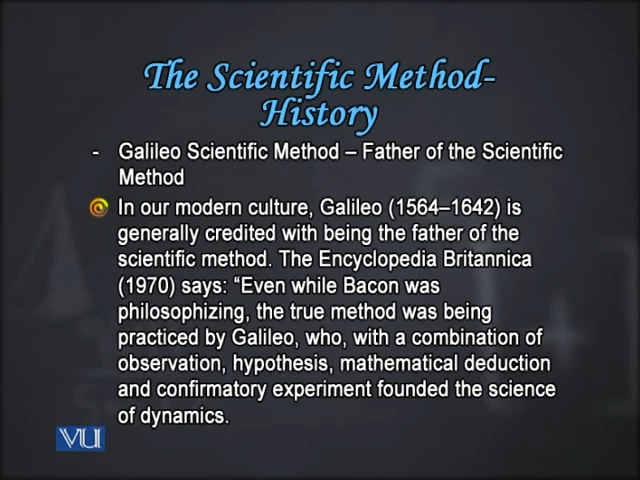 The Scientific Method-
History
- Galileo Scientific Method – Father of the Scientific
Method
In our modern culture, Galileo (1564–1642) is
generally credited with being the father of the
scientific method. The Encyclopedia Britannica
(1970) says: “Even while Bacon was
philosophizing, the true method was being
practiced by Galileo, who, with a combination of
observation, hypothesis, mathematical deduction
and confirmatory experiment founded the science
of dynamics.
VU